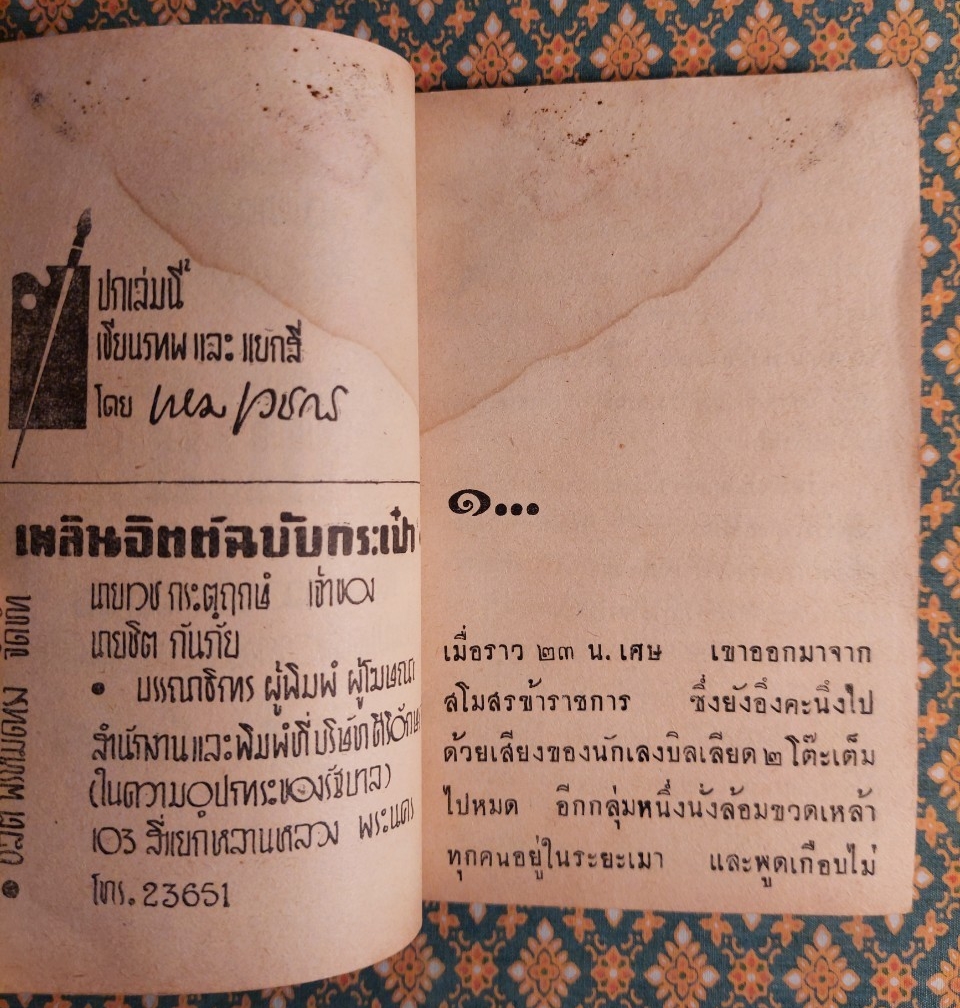 ปกเล่มนี้
เขียนภาพ และ แยกสี
โดย เหม เวชกร
เพลินจิตต์ฉบับกระเป๋า
นายเวช กระตุฤกษ์ เจ้าของ
นายชิต กันภัย
• บรรณาธิการ ผู้พิมพ์ ผู้โฆษณา
สำนักงาน และพิมพ์ที่ บริษัท
(ในความอุปการะของรัฐบาล)
103 สี่แยกหลานหลวง พระนคร
โทร. 23651
๑...
เมื่อราว ๒๓ น. เศษ เขาออกมาจาก
สโมสรข้าราชการ ซึ่งยังอึงคะนึงไป
ด้วยเสียงของนักเลงบิลเลียด ๒ โต๊ะเต็ม
ไปหมด อีกกลุ่มหนึ่งนั่งล้อมขวดเหล้า
ทุกคนอยู่ในระยะเมา และพูดเกือบไม่